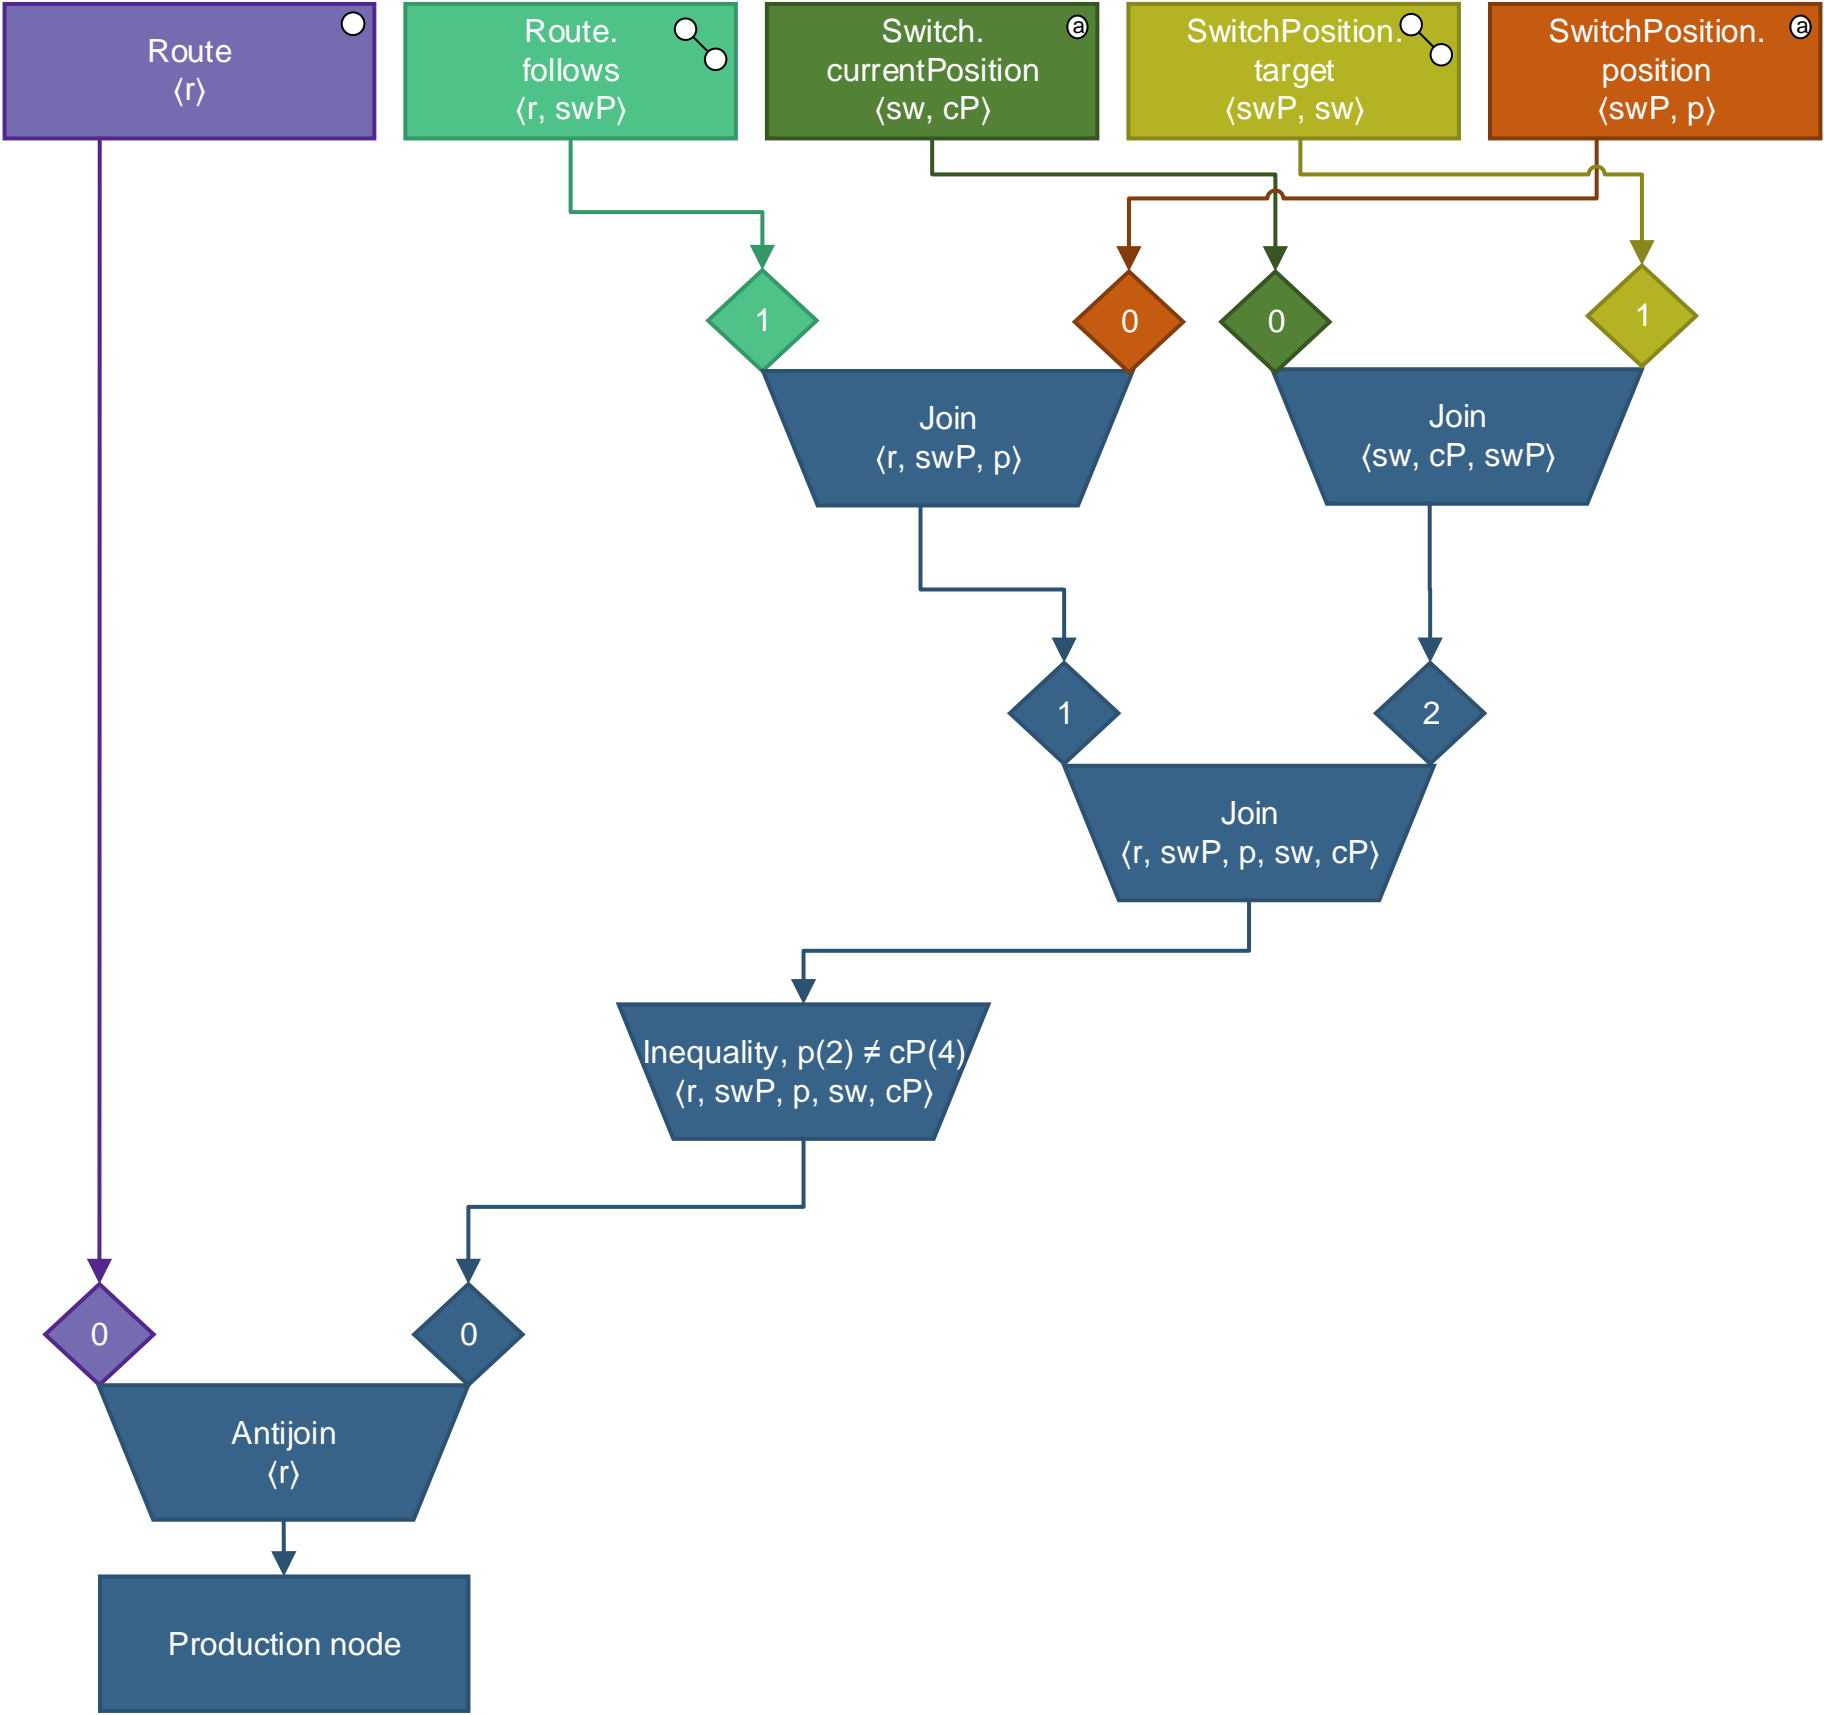 Route
⟨r⟩
Route.
follows
⟨r, swP⟩
Switch.
currentPosition
⟨sw, cP⟩
a
SwitchPosition.
target
⟨swP, sw⟩
SwitchPosition.
position
⟨swP, p⟩
a
1
0
0
1
Join
⟨r, swP, p⟩
Join
⟨sw, cP, swP⟩
1
2
Join
⟨r, swP, p, sw, cP⟩
Inequality, p(2) ≠ cP(4)
⟨r, swP, p, sw, cP⟩
0
0
Antijoin
⟨r⟩
Production node